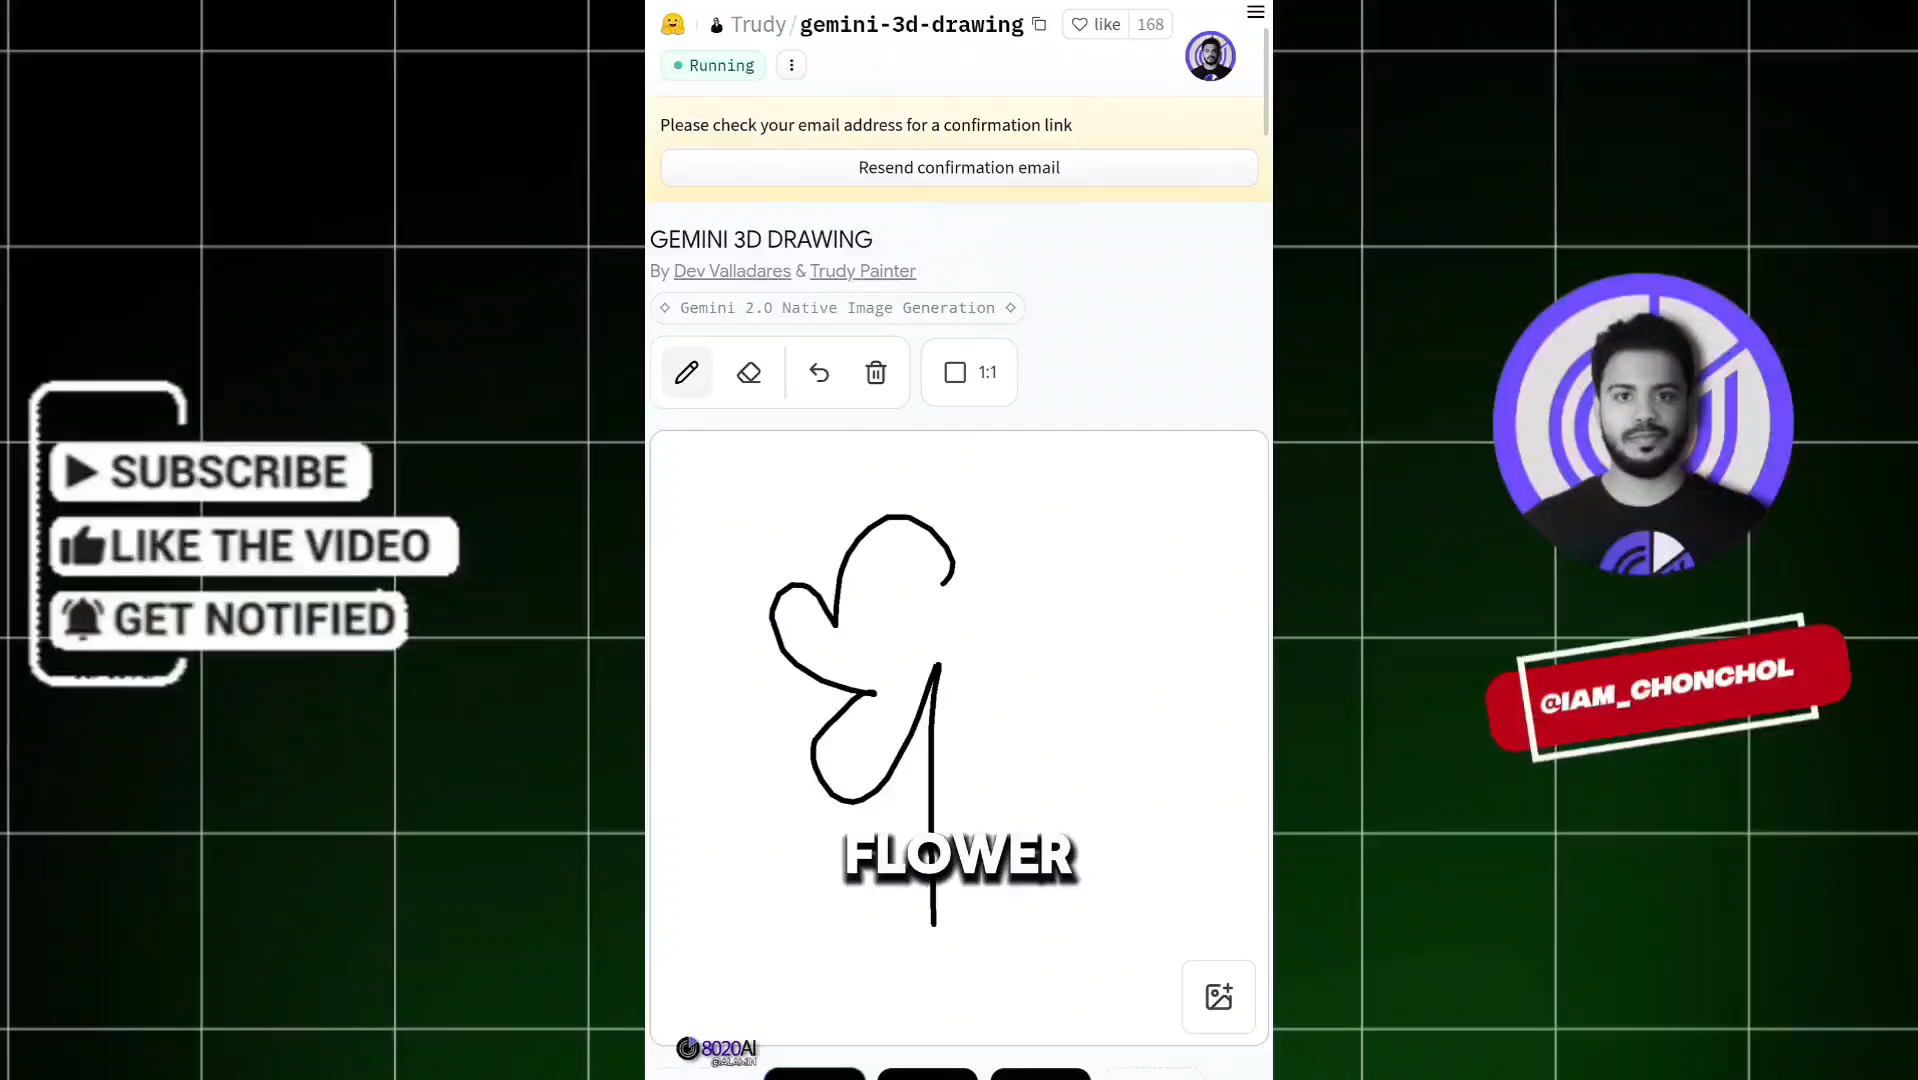 Trudy/gemini-3d-drawing
like 168
Running
Please check your email address for a confirmation link
Resend confirmation email
GEMINI 3D DRAWING
By Dev Valladares & Trudy Painter
Gemini 2.0 Native Image Generation
1:1
SUBSCRIBE
LIKE THE VIDEO
GET NOTIFIED
@IAM_CHONCHOL
FLOWER
8020AI
@ALAMIN